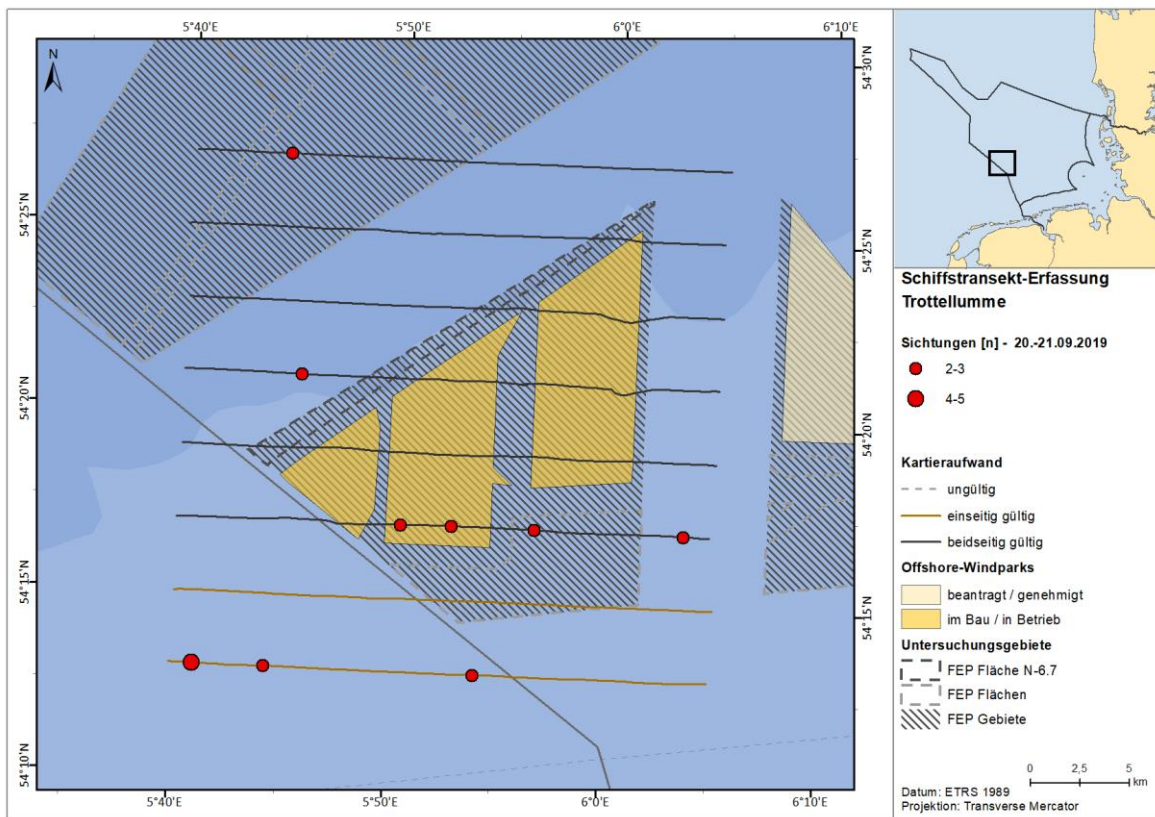 5°40'E
5°50'E
6°0'E
6°10'E
N
54°30'N
54°25'N
54°25'N
54°20'N
54°20'N
54°15'N
54°15'N
54°10'N
5°40'E
5°50'E
6°0'E
6°10'E
Schiffstransekt-Erfassung
Trottellumme
Sichtungen [n] - 20.-21.09.2019
2-3
4-5
Kartieraufwand
ungültig
einseitig gültig
beidseitig gültig
Offshore-Windparks
beantragt / genehmigt
im Bau / in Betrieb
Untersuchungsgebiete
FEP Fläche N-6.7
FEP Flächen
FEP Gebiete
0 2,5 5
km
Datum: ETRS 1989
Projektion: Transverse Mercator